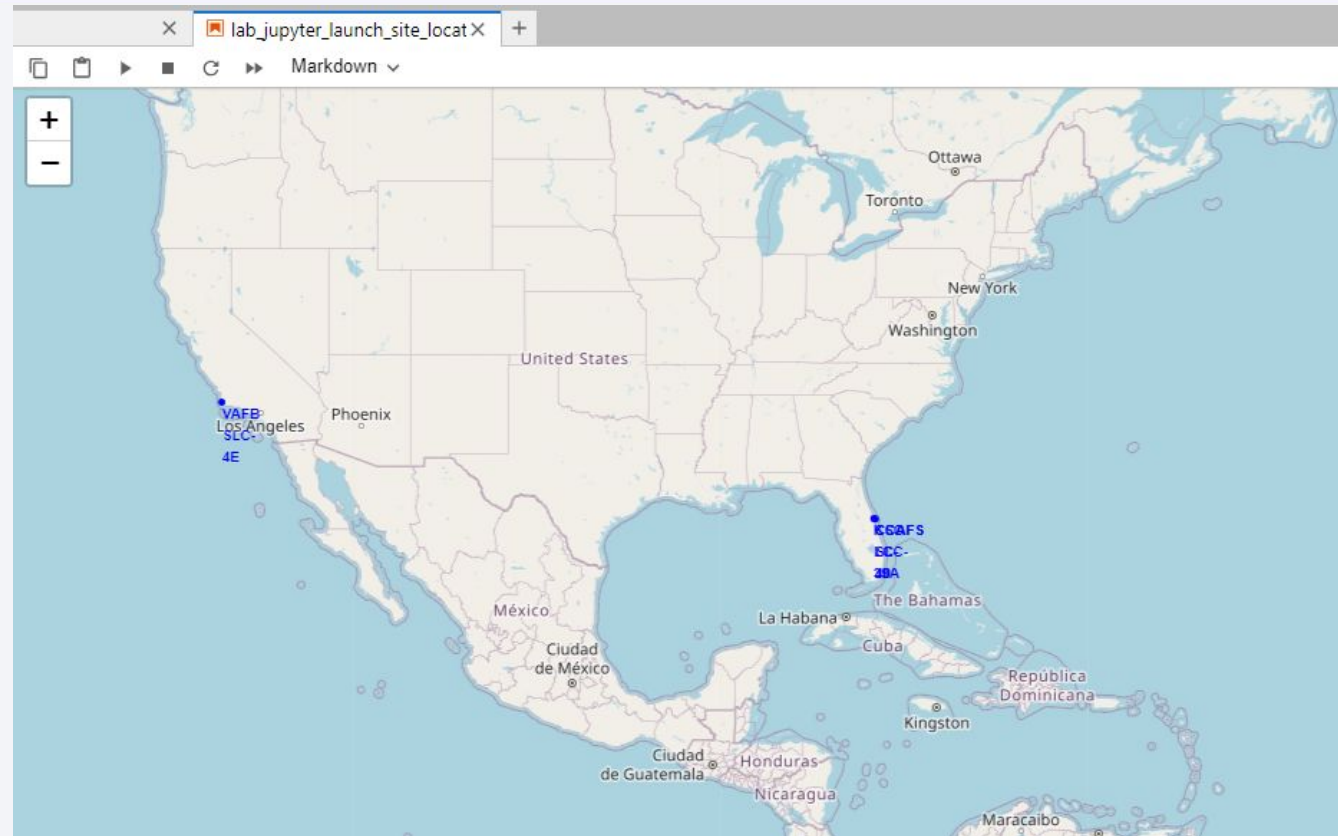 lab_jupyter_launch_site_locat
Markdown
+
−
Ottawa
Toronto
New York
Washington
United States
VAFB
Los Angeles
Phoenix
SLC-
4E
CCAFS
The Bahamas
México
La Habana
Cuba
Ciudad
de México
República
Dominicana
Kingston
Ciudad
de Guatemala
Honduras
Nicaragua
Maracaibo